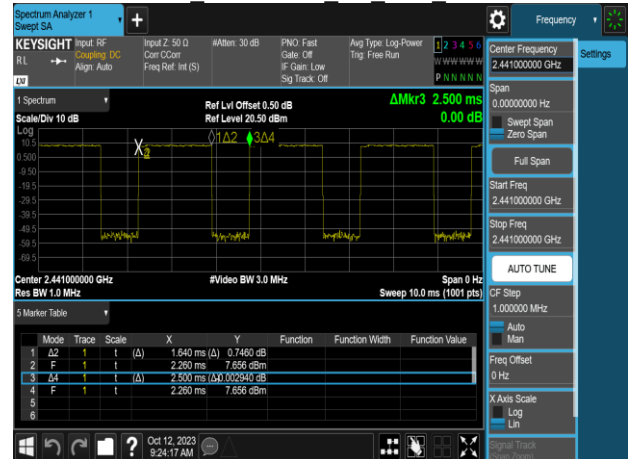 Spectrum Analyzer 1
Swept SA
Frequency
KEYSIGHT
Input: RF
Input Z: 50 Ω
#Atten: 30 dB
PNO: Fast
Avg Type: Log-Power
1 2 3 4 5 6
RL
Coupling: DC
Corr CCorr
Gate: Off
Trig: Free Run
W W W W W W
Align: Auto
Freq Ref: Int (S)
IF Gain: Low
Sig Track: Off
P N N N N N
LXI
1 Spectrum
Ref Lvl Offset 0.50 dB
ΔMkr3 2.500 ms
Scale/Div 10 dB
Ref Level 20.50 dBm
0.00 dB
Log
10.5
0.500
-9.50
-19.5
-29.5
-39.5
-49.5
-59.5
-69.5
X2
1Δ2
3Δ4
Center 2.441000000 GHz
#Video BW 3.0 MHz
Span 0 Hz
Res BW 1.0 MHz
Sweep 10.0 ms (1001 pts)
5 Marker Table
Mode Trace Scale X Y Function Function Width Function Value
1 Δ2 1 t (Δ) 1.640 ms (Δ) 0.7460 dB
2 F 1 t 2.260 ms 7.656 dBm
3 Δ4 1 t (Δ) 2.500 ms (Δ) 0.002940 dB
4 F 1 t 2.260 ms 7.656 dBm
5
6
?
Oct 12, 2023
9:24:17 AM
Center Frequency
2.441000000 GHz
Settings
Span
0.00000000 Hz
Swept Span
Zero Span
Full Span
Start Freq
2.441000000 GHz
Stop Freq
2.441000000 GHz
AUTO TUNE
CF Step
1.000000 MHz
Auto
Man
Freq Offset
0 Hz
X Axis Scale
Log
Lin
Signal Track
(Span Zoom)